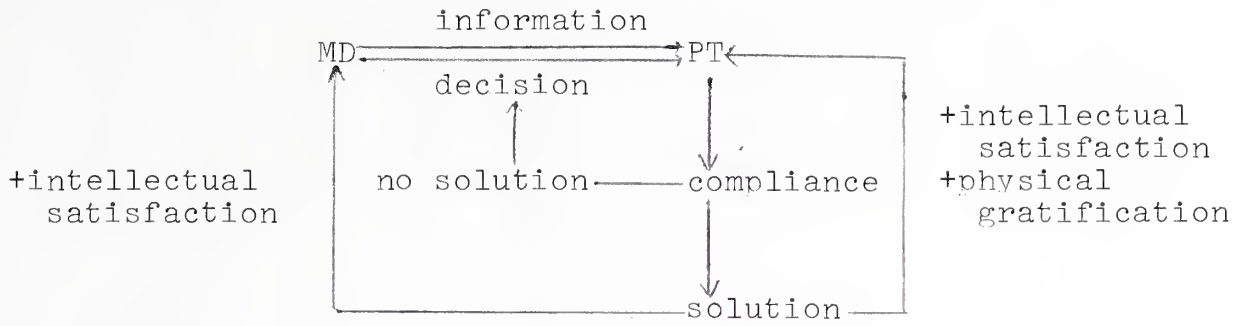 information
MD PT
decision
+intellectual
satisfaction
no solution compliance
+intellectual
satisfaction
+physical
gratification
solution